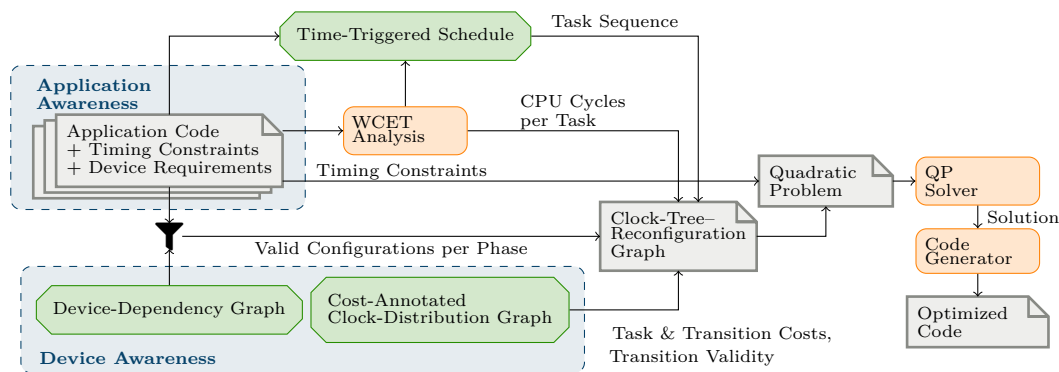 Task Sequence
Time-Triggered Schedule
Application
Awareness
CPU Cycles
per Task
WCET
Analysis
Application Code
+ Timing Constraints
+ Device Requirements
Timing Constraints
Quadratic
Problem
QP
Solver
Solution
Clock-Tree–
Reconfiguration
Graph
Valid Configurations per Phase
Code
Generator
Device-Dependency Graph
Cost-Annotated
Clock-Distribution Graph
Optimized
Code
Task & Transition Costs,
Transition Validity
Device Awareness